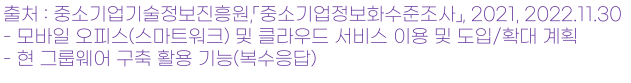 출처 : 중소기업기술정보진흥원,「중소기업정보화수준조사」, 2021, 2022.11.30
- 모바일 오피스(스마트워크) 및 클라우드 서비스 이용 및 도입/확대 계획
- 현 그룹웨어 구축 활용 기능(복수응답)